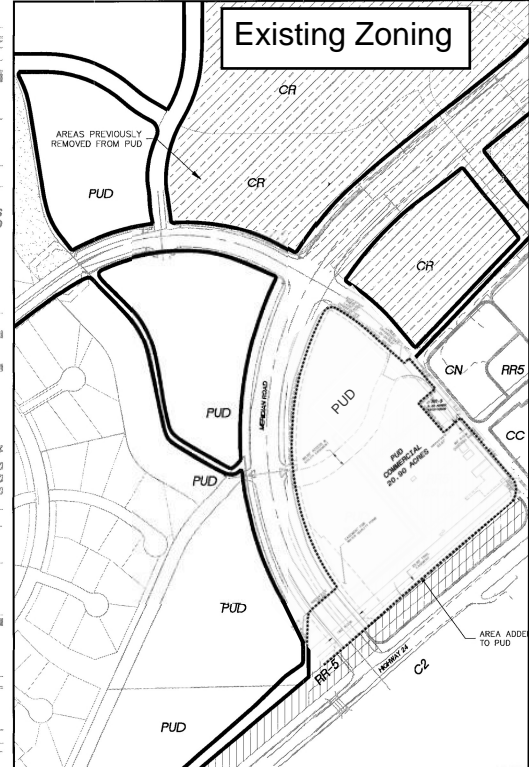 Existing Zoning
CR
AREAS PREVIOUSLY
REMOVED FROM PUD
PUD
CR
CR
CN
RR5
PUD
PUD
MERIDIAN ROAD
CC
PUD
COMMERCIAL
20.90 ACRES
PUD
PUD
AREA ADDE
TO PUD
RR-5
HIGHWAY 24
C2
PUD